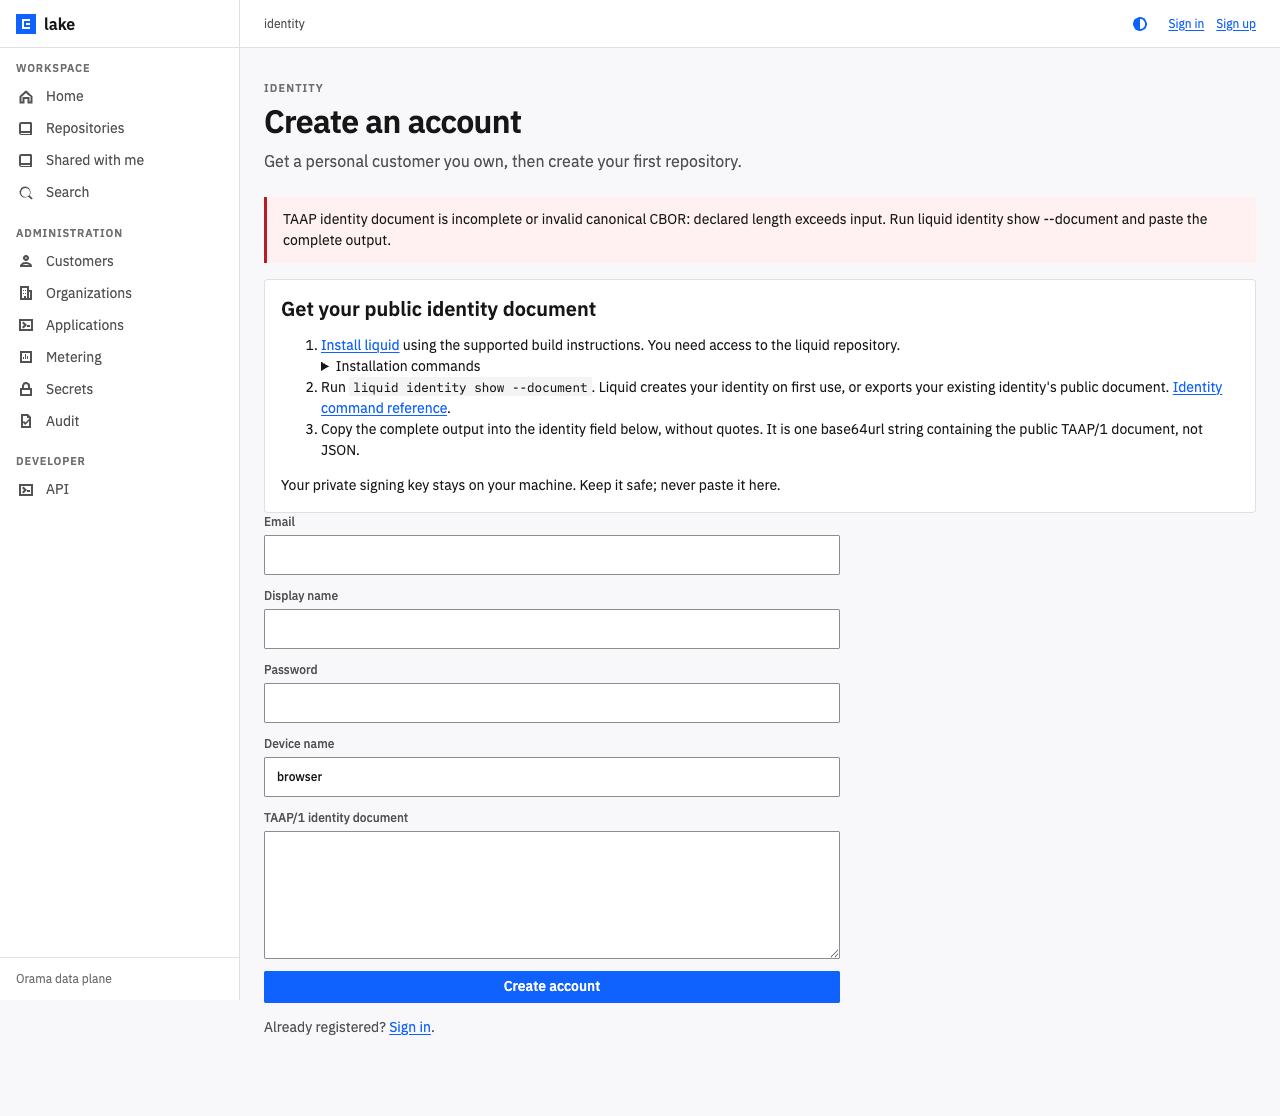 lake
identity
Sign in
Sign up
WORKSPACE
Home
Repositories
Shared with me
Search
ADMINISTRATION
Customers
Organizations
Applications
Metering
Secrets
Audit
DEVELOPER
API
Orama data plane
IDENTITY
Create an account
Get a personal customer you own, then create your first repository.
TAAP identity document is incomplete or invalid canonical CBOR: declared length exceeds input. Run liquid identity show --document and paste the
complete output.
Get your public identity document
1. Install liquid using the supported build instructions. You need access to the liquid repository.
Installation commands
2. Run liquid identity show --document. Liquid creates your identity on first use, or exports your existing identity's public document. Identity
command reference.
3. Copy the complete output into the identity field below, without quotes. It is one base64url string containing the public TAAP/1 document, not
JSON.
Your private signing key stays on your machine. Keep it safe; never paste it here.
Email
Display name
Password
Device name
browser
TAAP/1 identity document
Create account
Already registered? Sign in.